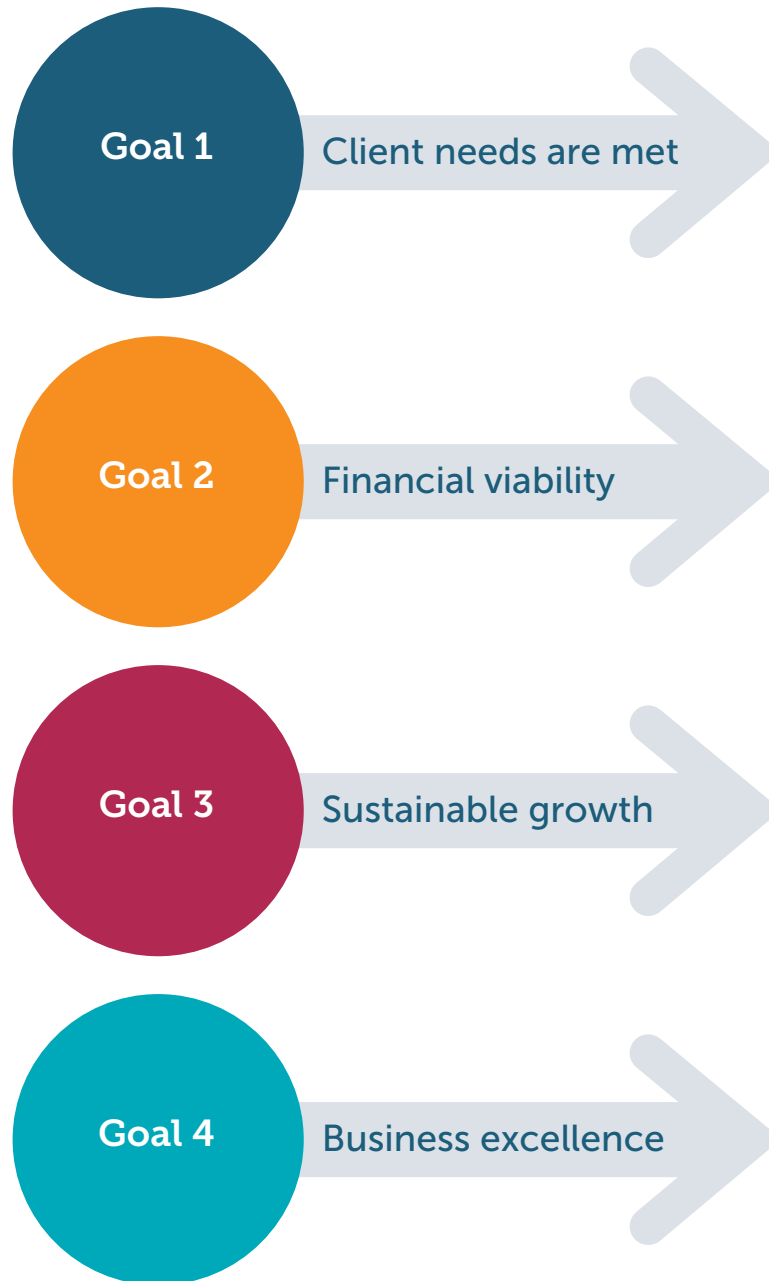 Goal 1
Client needs are met
Goal 2
Financial viability
Goal 3
Sustainable growth
Goal 4
Business excellence